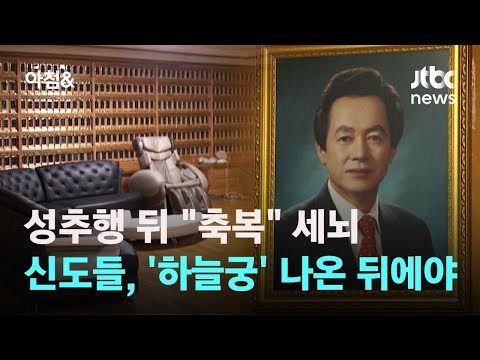 아침&
jtbc
news
성추행 뒤 "축복" 세뇌
신도들, '하늘궁' 나온 뒤에야